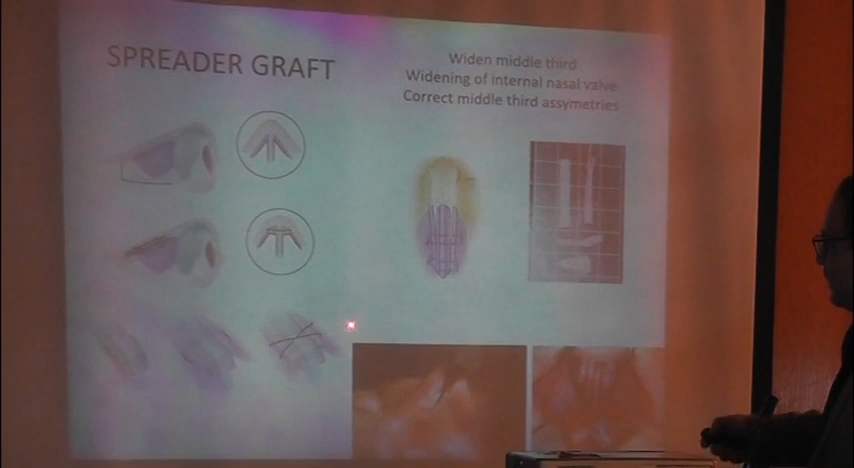 SPREADER GRAFT
Widen middle third
Widening of internal nasal valve
Correct middle third assymetries